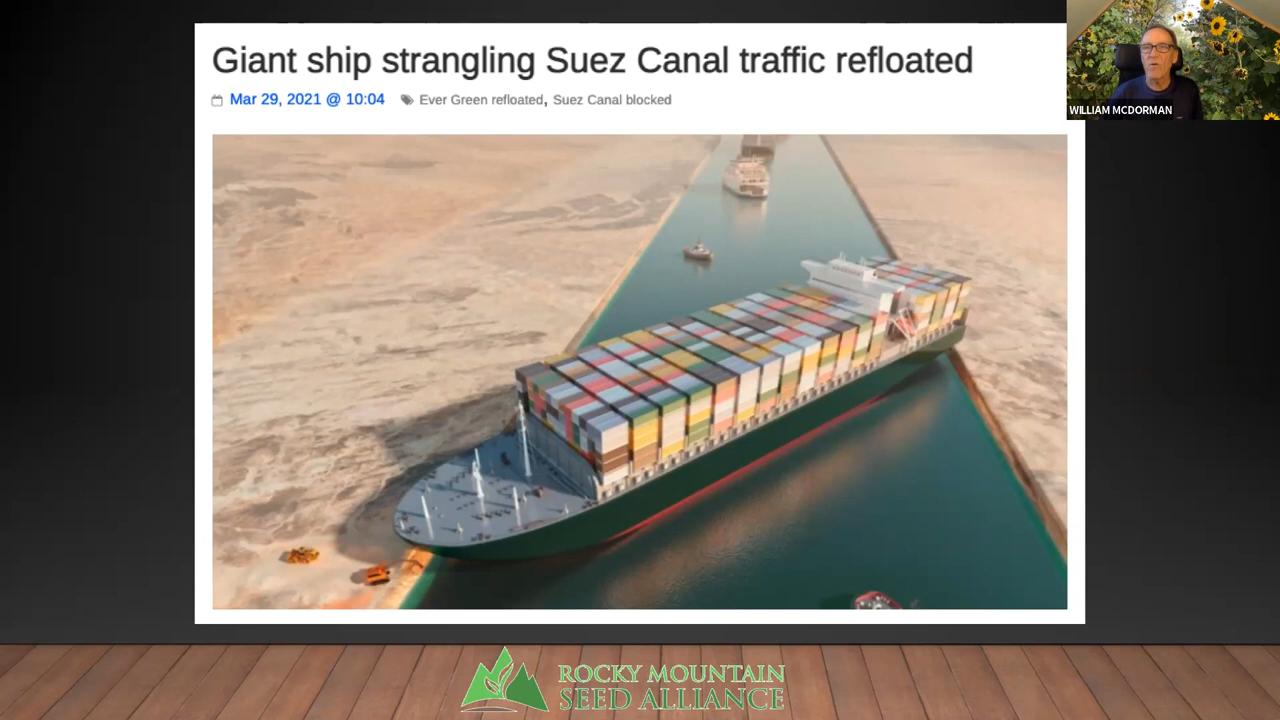 Giant ship strangling Suez Canal traffic refloated
Mar 29, 2021 @ 10:04 Ever Green refloated, Suez Canal blocked
WILLIAM MCDORMAN
ROCKY MOUNTAIN
SEED ALLIANCE